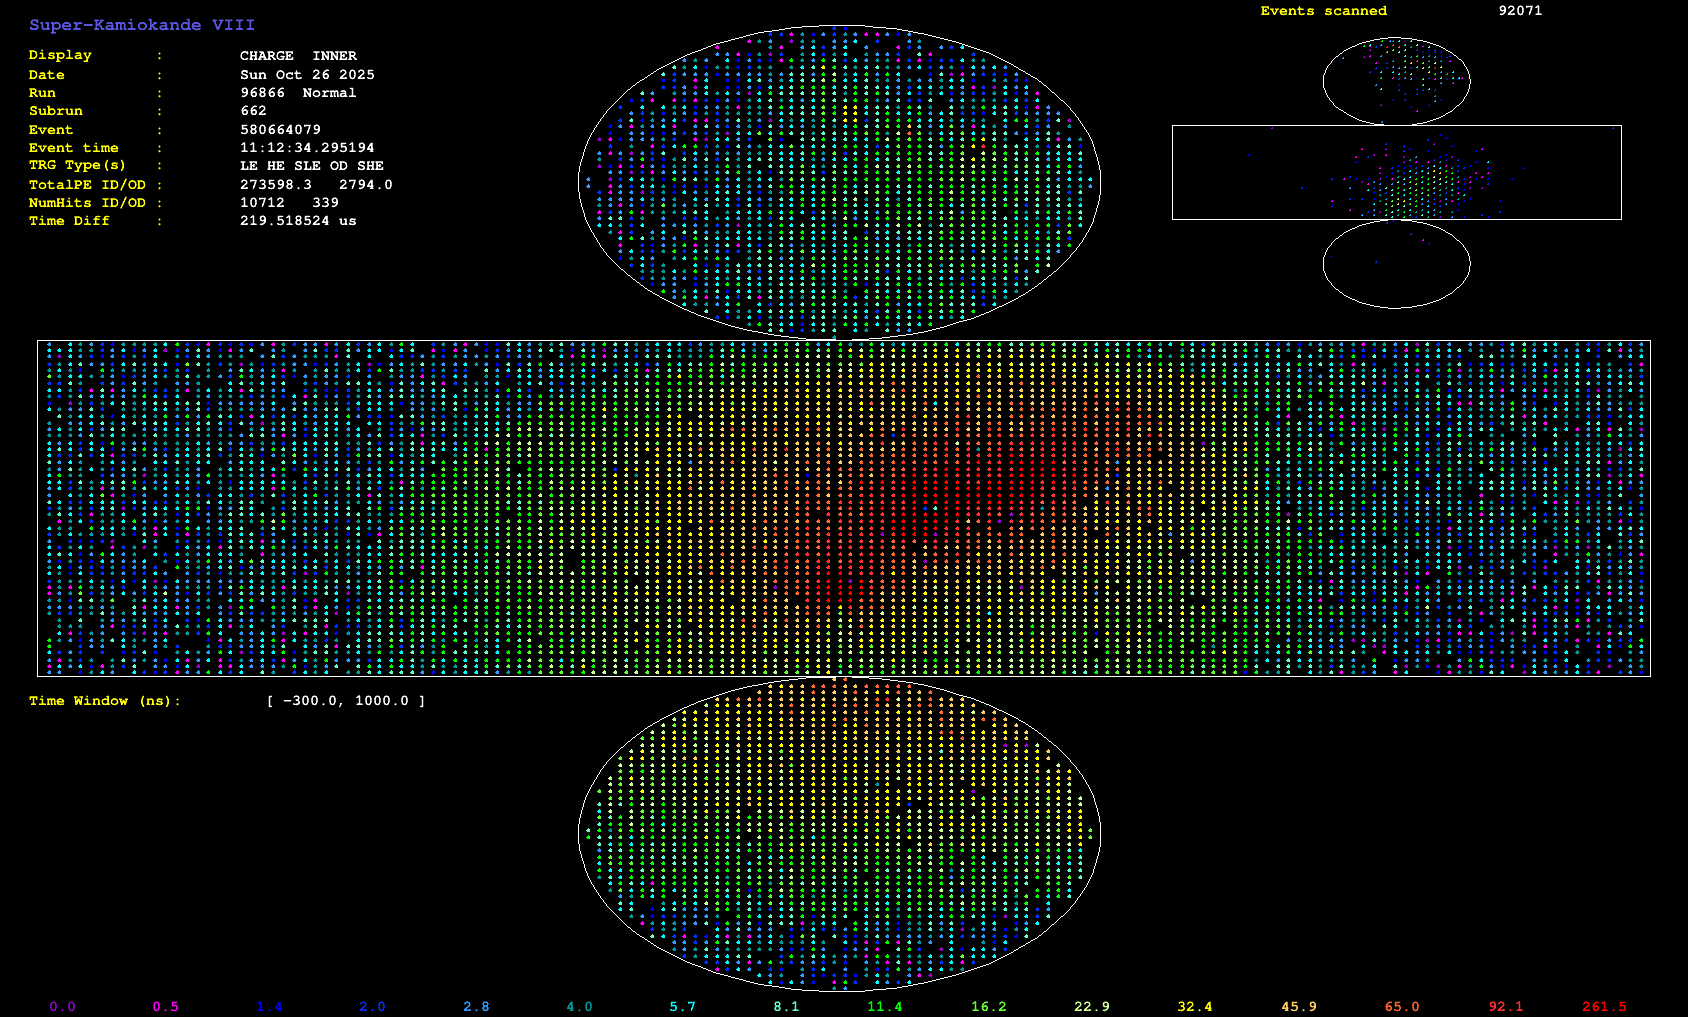 Super-Kamiokande VIII
Events scanned 92071
Display : CHARGE INNER
Date : Sun Oct 26 2025
Run : 96866 Normal
Subrun : 662
Event : 580664079
Event time : 11:12:34.295194
TRG Type(s) : LE HE SLE OD SHE
TotalPE ID/OD : 273598.3 2794.0
NumHits ID/OD : 10712 339
Time Diff : 219.518524 us
Time Window (ns): [ -300.0, 1000.0 ]
0.0 0.5 1.4 2.0 2.8 4.0 5.7 8.1 11.4 16.2 22.9 32.4 45.9 65.0 92.1 261.5